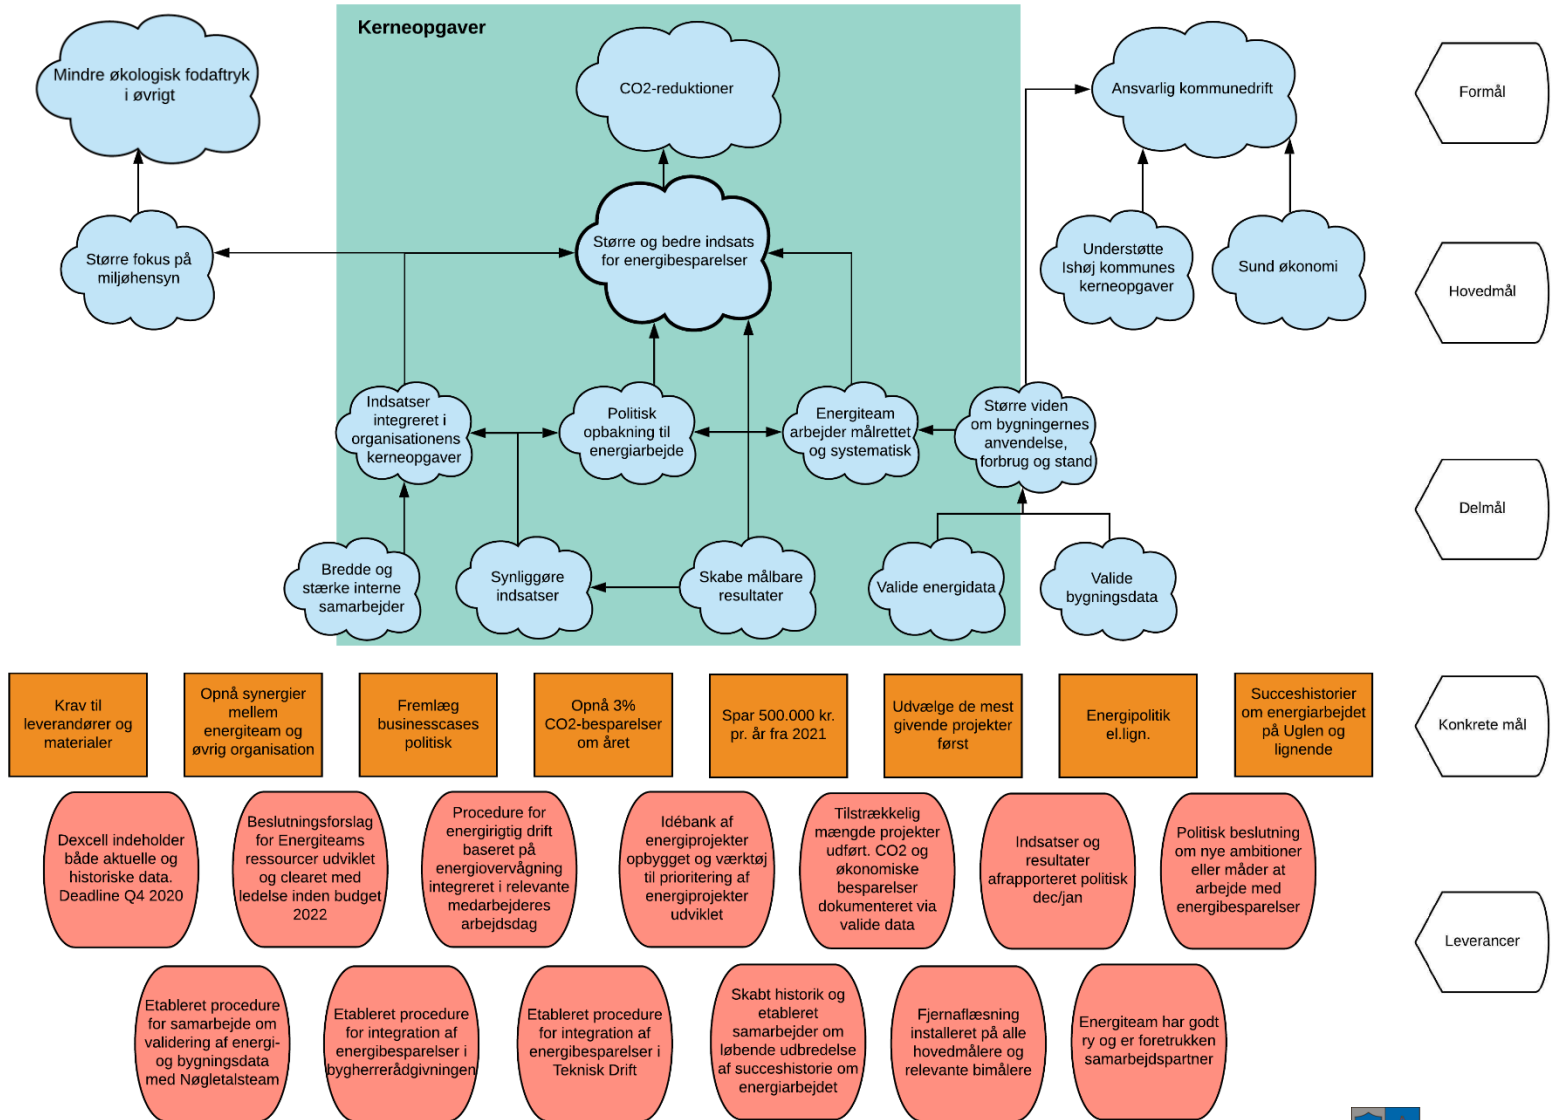 Kerneopgaver
Mindre økologisk fodaftryk
i øvrigt
CO2-reduktioner
Ansvarlig kommunedrift
Formål
Større fokus på
miljøhensyn
Større og bedre indsats
for energibesparelser
Understøtte
Ishøj kommunes
kerneopgaver
Sund økonomi
Hovedmål
Indsatser
integreret i
organisationens
kerneopgaver
Politisk
opbakning til
energiarbejde
Energiteam
arbejder målrettet
og systematisk
Større viden
om bygningernes
anvendelse,
forbrug og stand
Delmål
Bredde og
stærke interne
samarbejder
Synliggøre
indsatser
Skabe målbare
resultater
Valide energidata
Valide
bygningsdata
Krav til
leverandører og
materialer
Opnå synergier
mellem
energiteam og
øvrig organisation
Fremlæg
businesscases
politisk
Opnå 3%
CO2-besparelser
om året
Spar 500.000 kr.
pr. år fra 2021
Udvælge de mest
givende projekter
først
Energipolitik
el.lign.
Succeshistorier
om energiarbejdet
på Uglen og
lignende
Konkrete mål
Dexcell indeholder
både aktuelle og
historiske data.
Deadline Q4 2020
Beslutningsforslag
for Energiteams
ressourcer udviklet
og clearet med
ledelse inden budget
2022
Procedure for
energirigtig drift
baseret på
energiovervågning
integreret i relevante
medarbejderes
arbejdsdag
Idébank af
energiprojekter
opbygget og værktøj
til prioritering af
energiprojekter
udviklet
Tilstrækkelig
mængde projekter
udført. CO2 og
økonomiske
besparelser
dokumenteret via
valide data
Indsatser og
resultater
afrapporteret politisk
dec/jan
Politisk beslutning
om nye ambitioner
eller måder at
arbejde med
energibesparelser
Leverancer
Etableret procedure
for samarbejde om
validering af energi-
og bygningsdata
med Nøgletalsteam
Etableret procedure
for integration af
energibesparelser i
bygherrerådgivningen
Etableret procedure
for integration af
energibesparelser i
Teknisk Drift
Skabt historik og
etableret
samarbejder om
løbende udbredelse
af succeshistorie om
energiarbejdet
Fjernaflæsning
installeret på alle
hovedmålere og
relevante bimålere
Energiteam har godt
ry og er foretrukken
samarbejdspartner